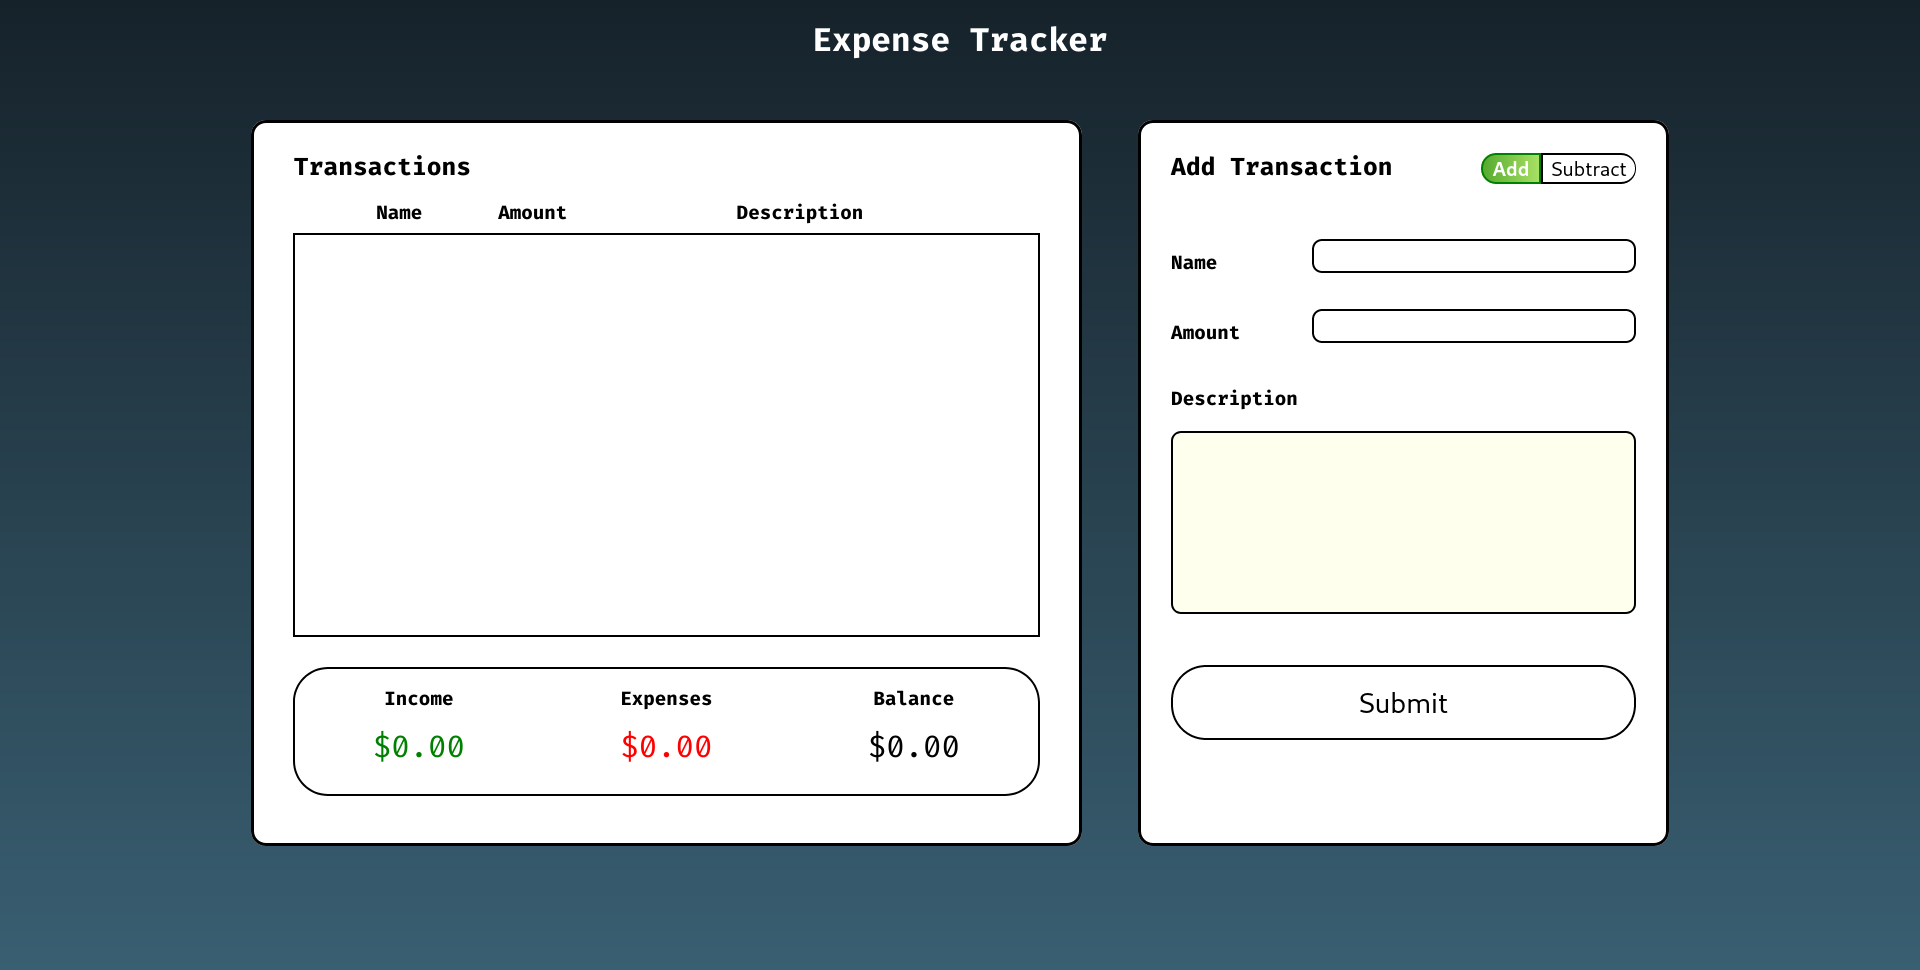 Expense Tracker
Transactions
Name Amount Description
Income Expenses Balance
$0.00 $0.00 $0.00
Add Transaction
Add Subtract
Name
Amount
Description
Submit